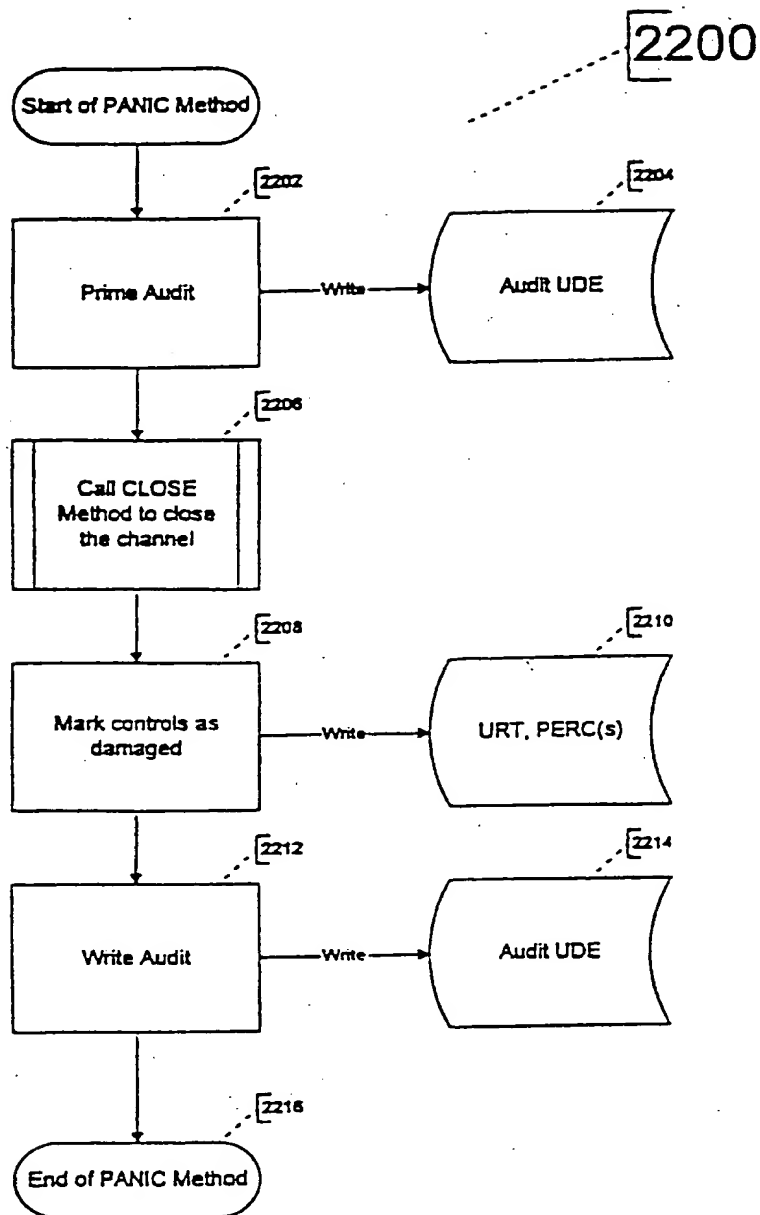 2200
Start of PANIC Method
2202
2204
Prime Audit
Write
Audit UDE
2206
Call CLOSE
Method to close
the channel
2208
2210
Mark controls as
damaged
Write
URT, PERC(s)
2212
2214
Write Audit
Write
Audit UDE
2216
End of PANIC Method